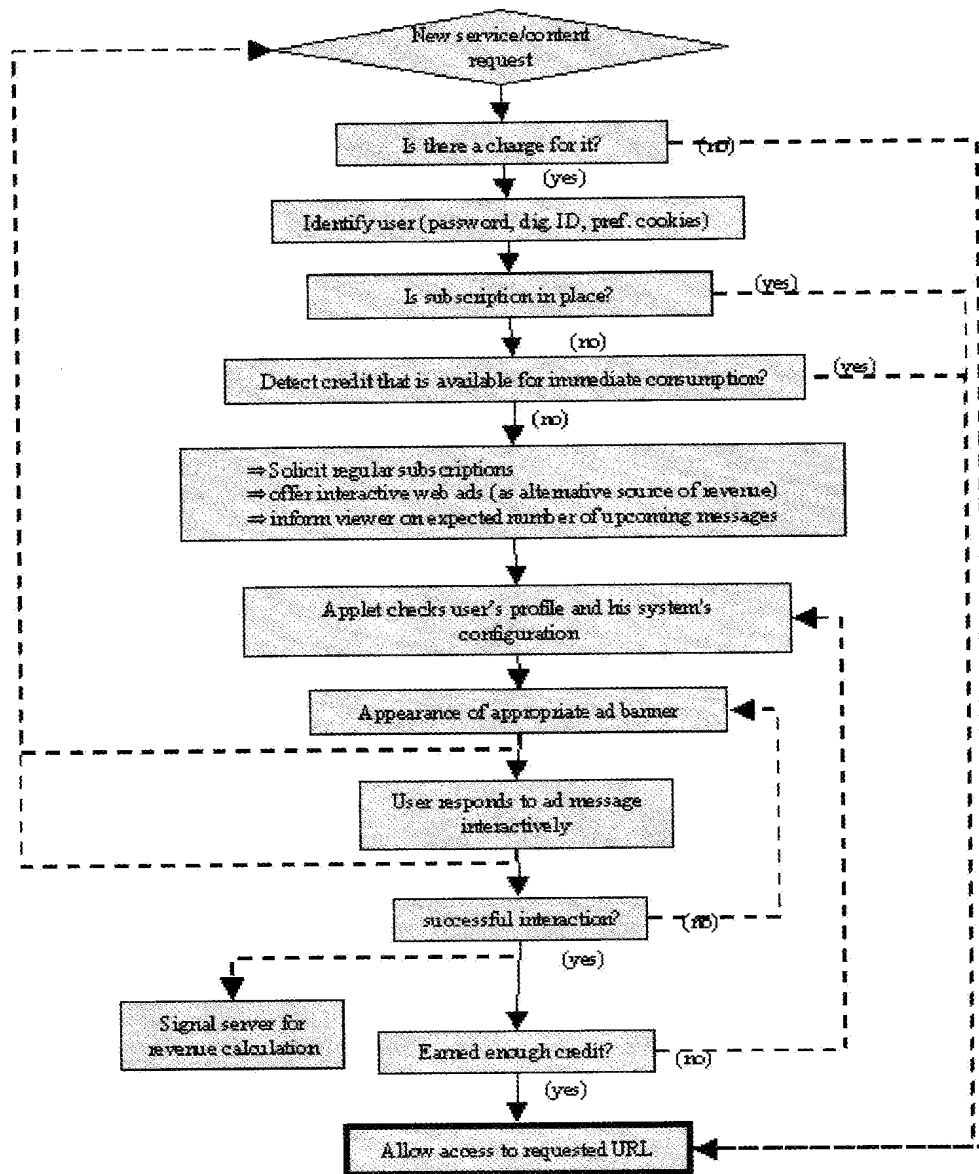 New service/content
request
Is there a charge for it?
(no)
(yes)
Identify user (password, dig. ID, pref. cookies)
Is subscription in place?
(yes)
(no)
Detect credit that is available for immediate consumption?
(yes)
(no)
⇒ Solicit regular subscriptions
⇒ offer interactive web ads (as alternative source of revenue)
⇒ inform viewer on expected number of upcoming messages
Applet checks user's profile and his system's
configuration
Appearance of appropriate ad banner
User responds to ad message
interactively
successful interaction?
(no)
(yes)
Signal server for
revenue calculation
Earned enough credit?
(no)
(yes)
Allow access to requested URL